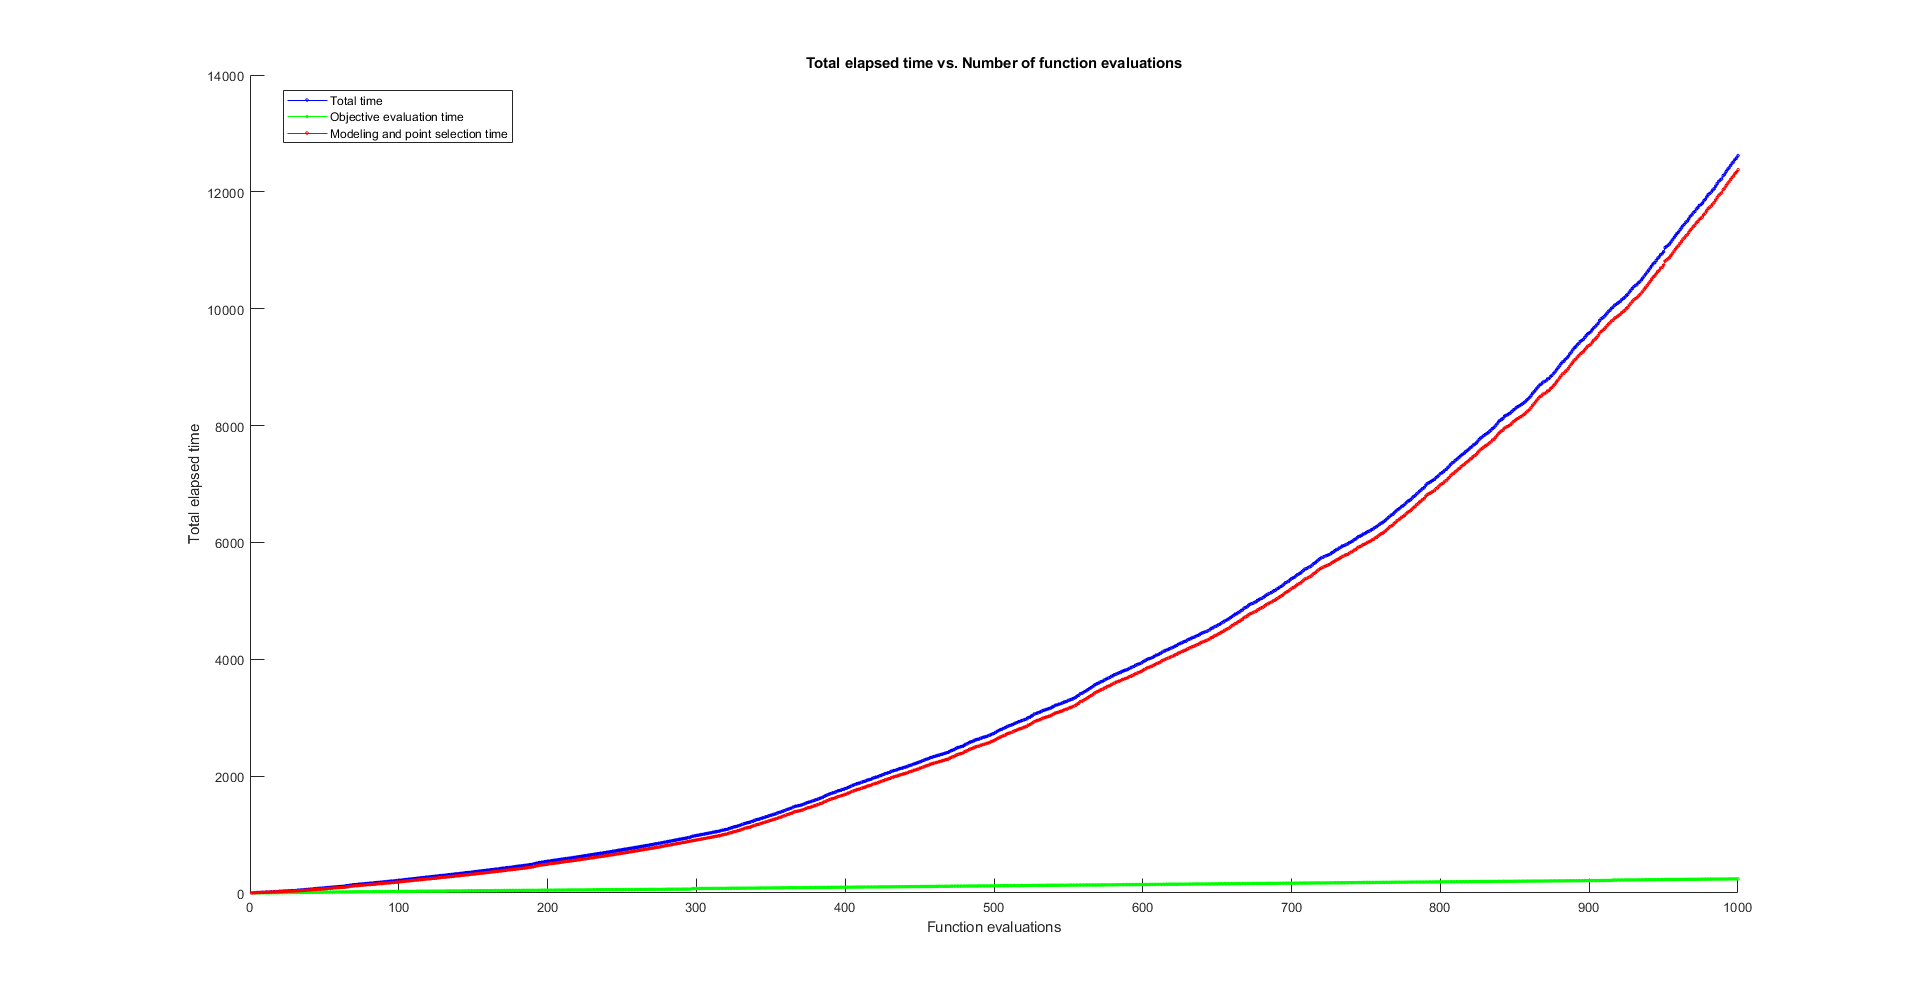 Total elapsed time vs. Number of function evaluations
14000
Total time
Objective evaluation time
Modeling and point selection time
12000
10000
8000
Total elapsed time
6000
4000
2000
0
0 100 200 300 400 500 600 700 800 900 1000
Function evaluations